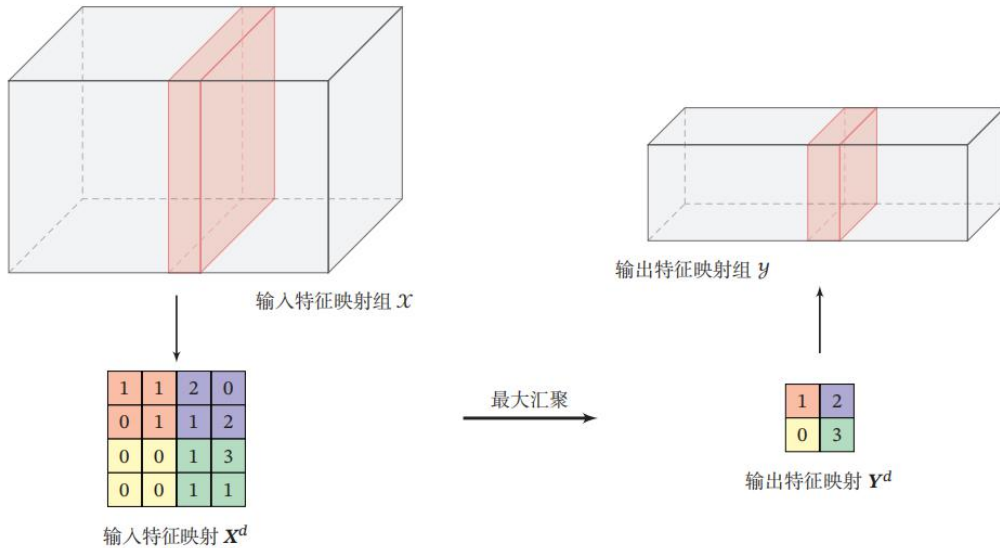 输入特征映射组 𝒳
输出特征映射组 𝒴
1 1 2 0
0 1 1 2
0 0 1 3
0 0 1 1
输入特征映射 X^d
最大汇聚
1 2
0 3
输出特征映射 Y^d